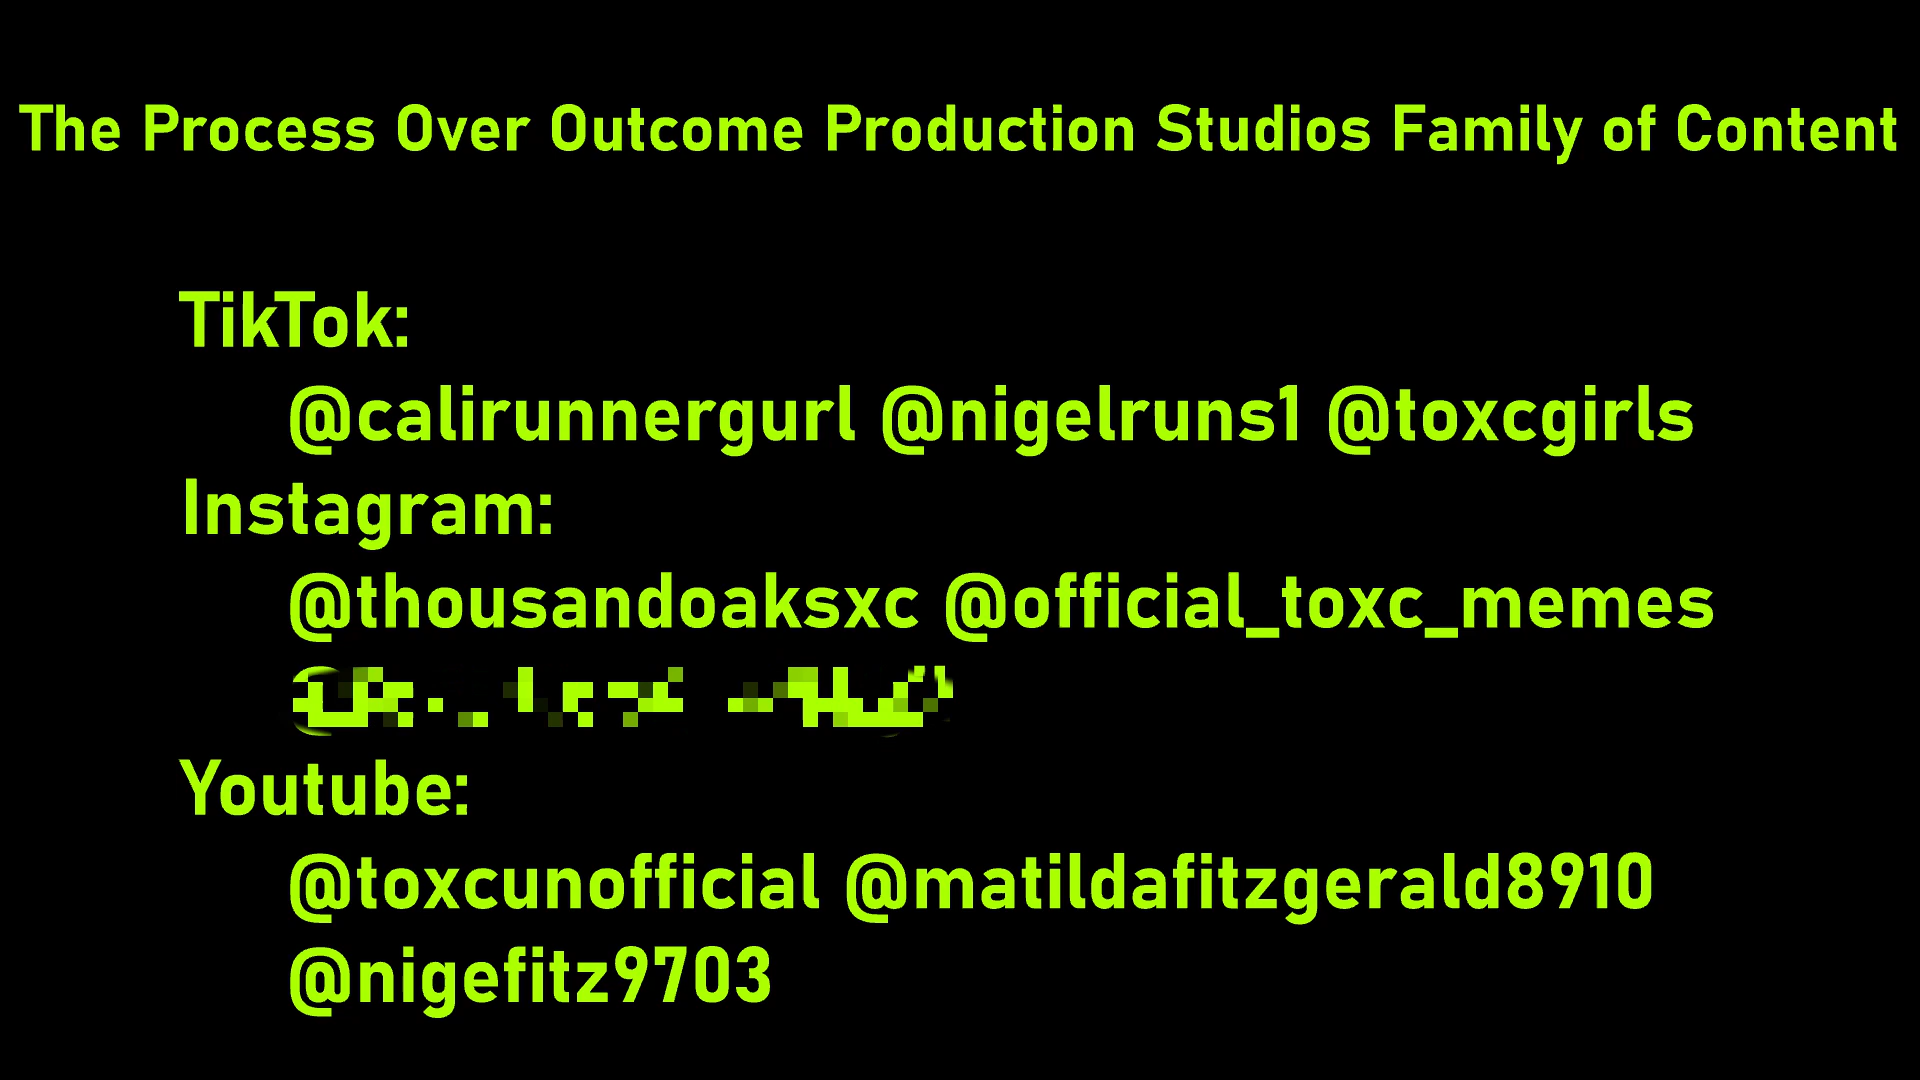 The Process Over Outcome Production Studios Family of Content
TikTok:
@calirunnergurl @nigelruns1 @toxcgirls
Instagram:
@thousandoaksxc @official_toxc_memes
Youtube:
@toxcunofficial @matildafitzgerald8910
@nigefitz9703